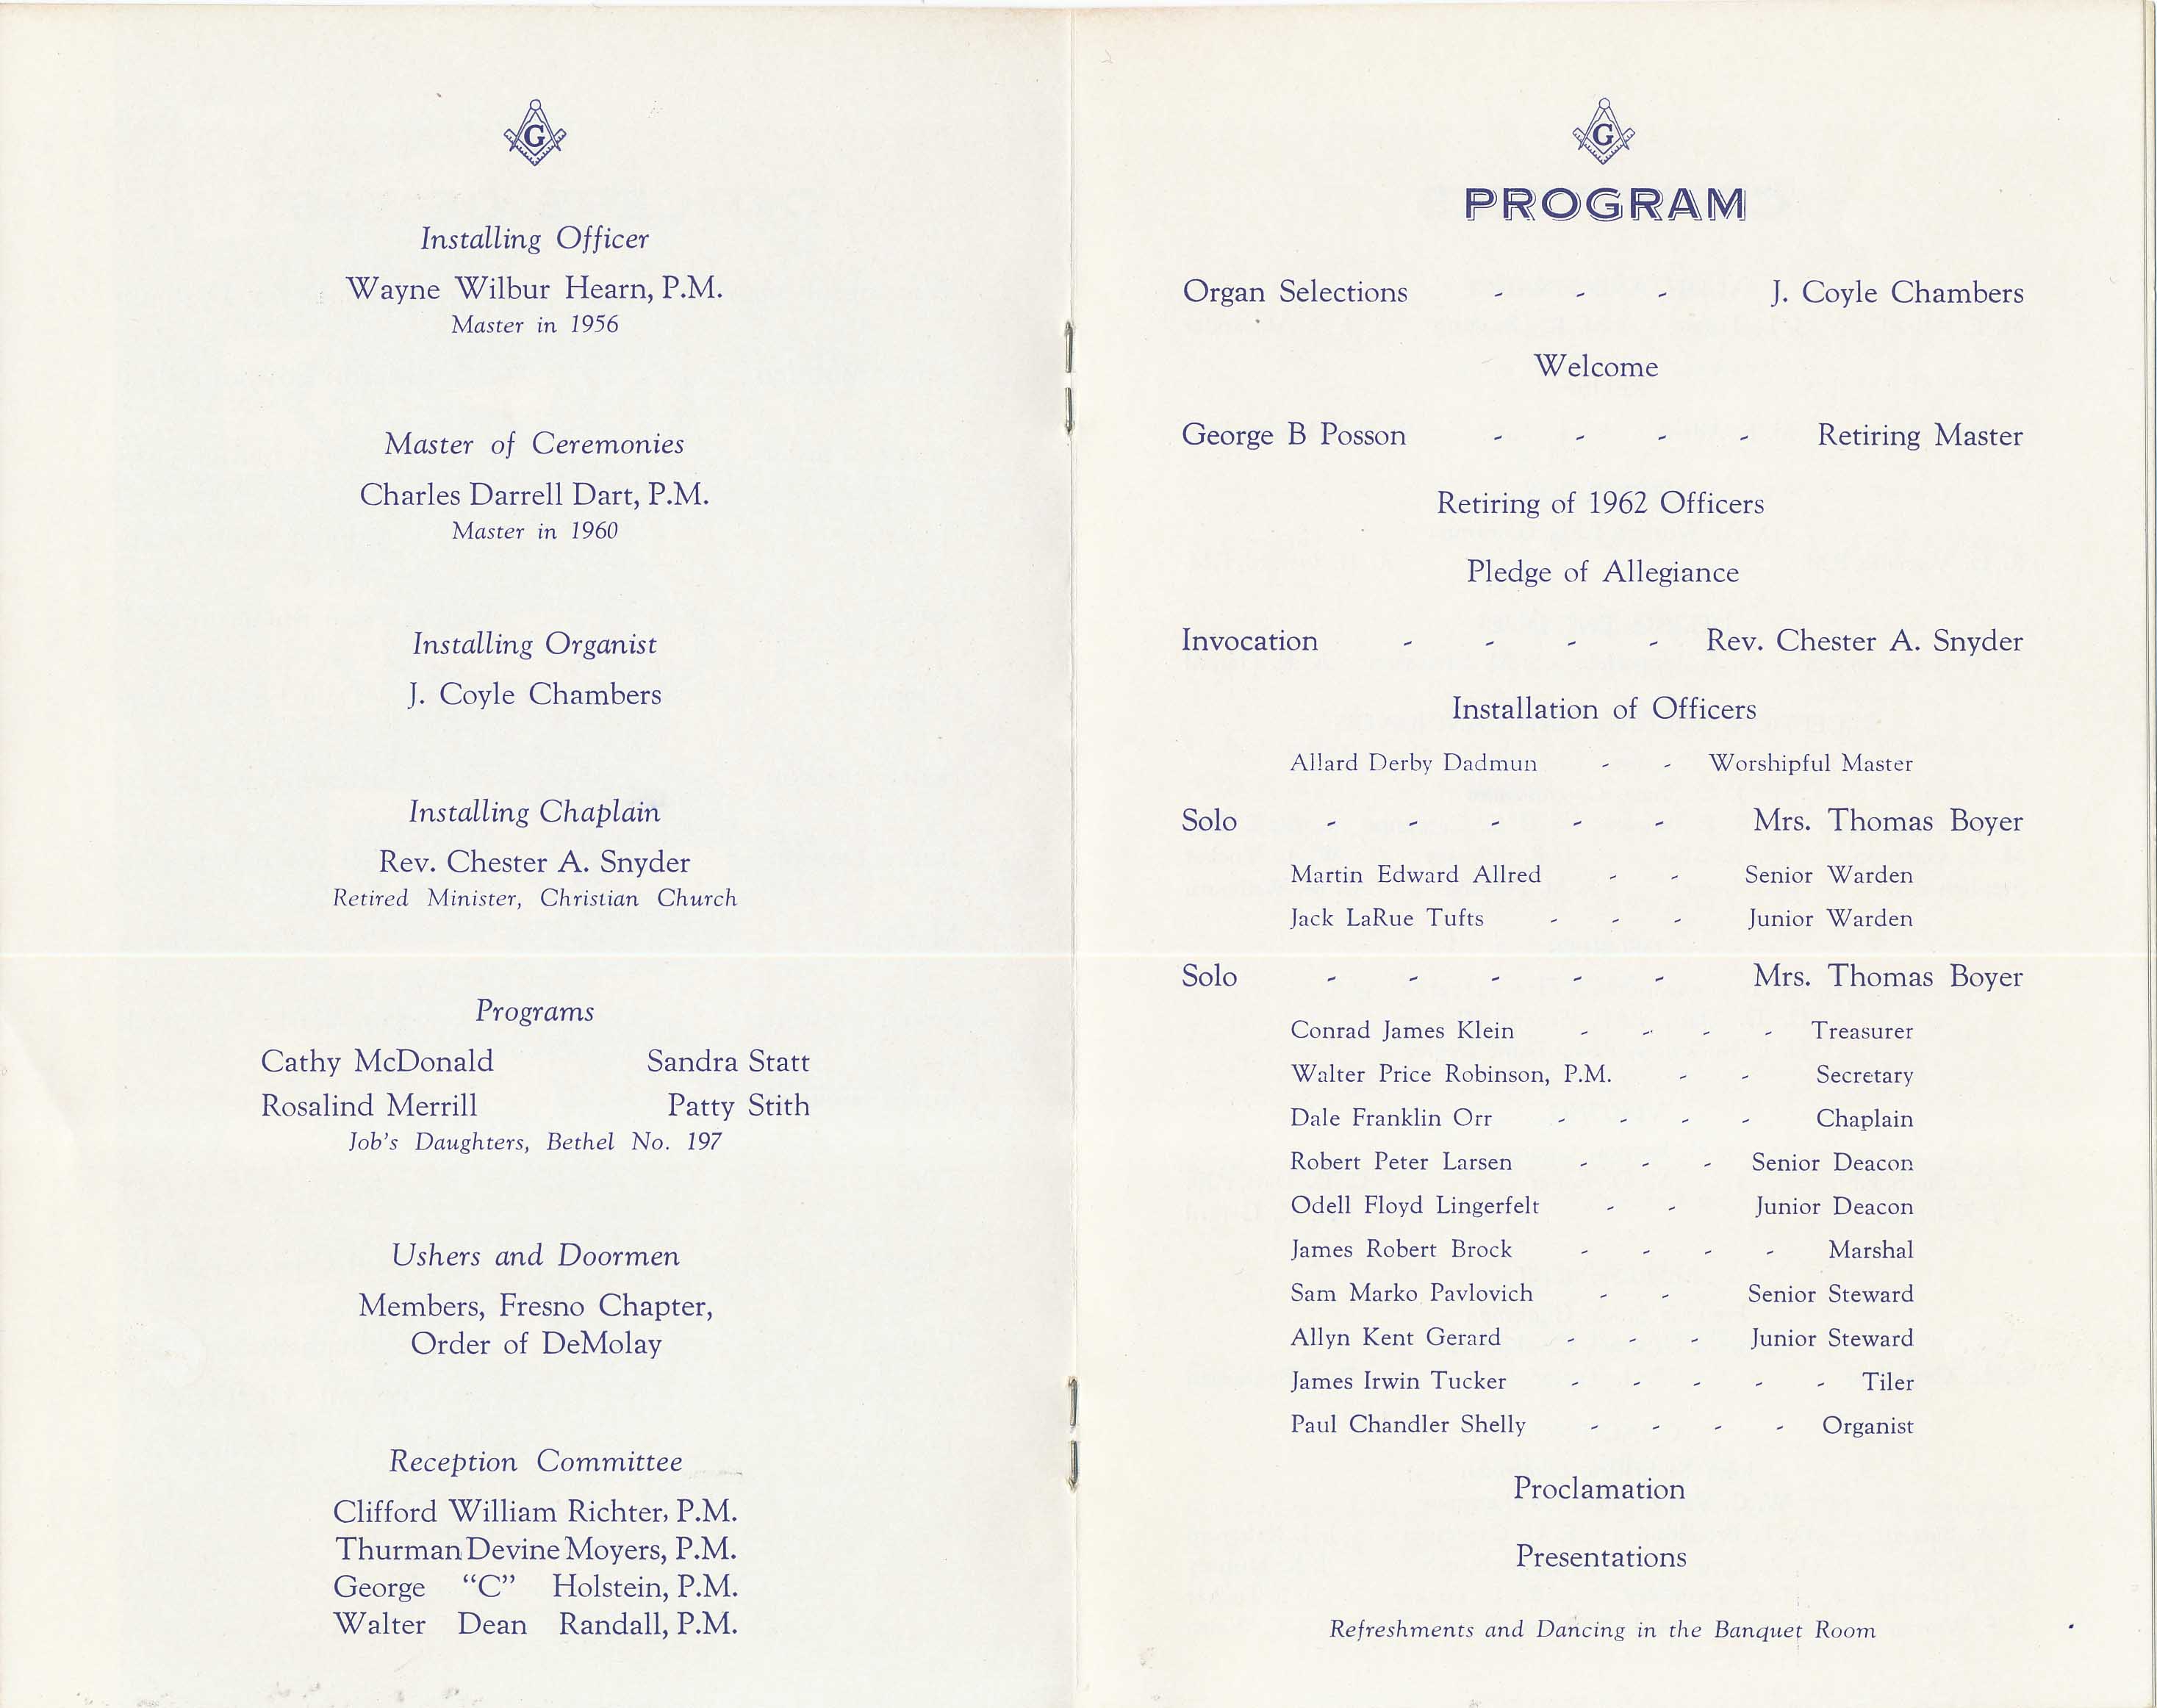 G
Installing Officer
Wayne Wilbur Hearn, P.M.
Master in 1956
Master of Ceremonies
Charles Darrell Dart, P.M.
Master in 1960
Installing Organist
J. Coyle Chambers
Installing Chaplain
Rev. Chester A. Snyder
Retired Minister, Christian Church
Programs
Cathy McDonald Sandra Statt
Rosalind Merrill Patty Stith
Job's Daughters, Bethel No. 197
Ushers and Doormen
Members, Fresno Chapter,
Order of DeMolay
Reception Committee
Clifford William Richter, P.M.
Thurman Devine Moyers, P.M.
George "C" Holstein, P.M.
Walter Dean Randall, P.M.
G
PROGRAM
Organ Selections - - - J. Coyle Chambers
Welcome
George B Posson - - - - Retiring Master
Retiring of 1962 Officers
Pledge of Allegiance
Invocation - - - - Rev. Chester A. Snyder
Installation of Officers
Allard Derby Dadmun - - Worshipful Master
Solo - - - - - Mrs. Thomas Boyer
Martin Edward Allred - - Senior Warden
Jack LaRue Tufts - - - Junior Warden
Solo - - - - - Mrs. Thomas Boyer
Conrad James Klein - - - - Treasurer
Walter Price Robinson, P.M. - - Secretary
Dale Franklin Orr - - - - Chaplain
Robert Peter Larsen - - - Senior Deacon
Odell Floyd Lingerfelt - - Junior Deacon
James Robert Brock - - - - Marshal
Sam Marko Pavlovich - - Senior Steward
Allyn Kent Gerard - - - Junior Steward
James Irwin Tucker - - - - - Tiler
Paul Chandler Shelly - - - - Organist
Proclamation
Presentations
Refreshments and Dancing in the Banquet Room